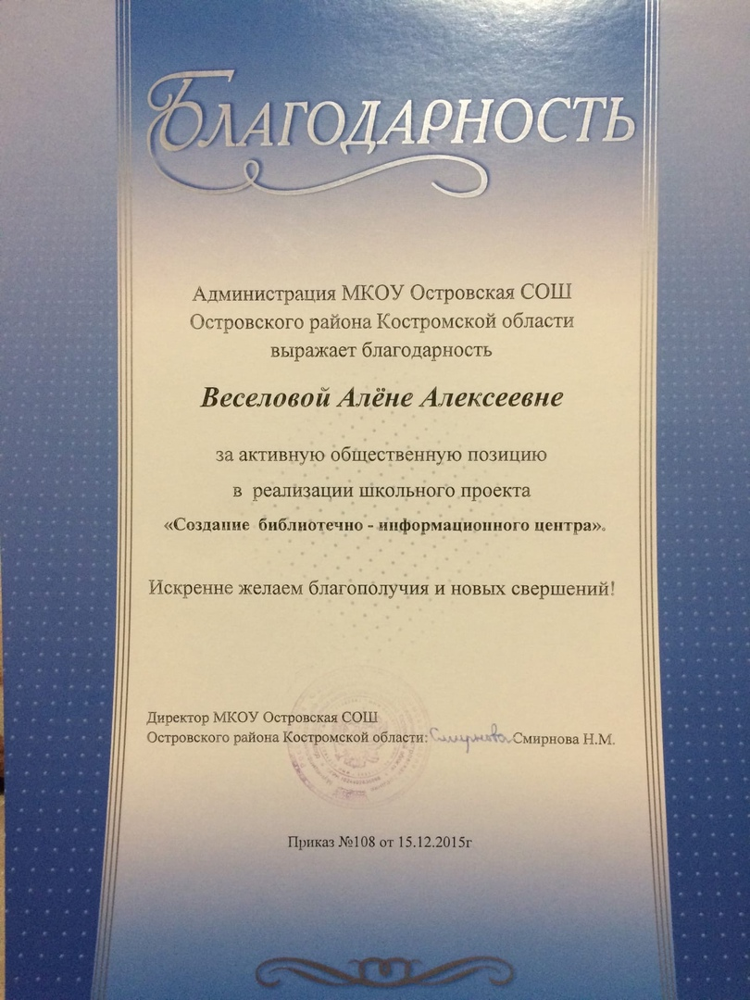 Благодарность
Администрация МКОУ Островская СОШ
Островского района Костромской области
выражает благодарность
Веселовой Алёне Алексеевне
за активную общественную позицию
в реализации школьного проекта
«Создание библиотечно - информационного центра».
Искренне желаем благополучия и новых свершений!
Директор МКОУ Островская СОШ
Островского района Костромской области: Смирнова Смирнова Н.М.
Приказ №108 от 15.12.2015г